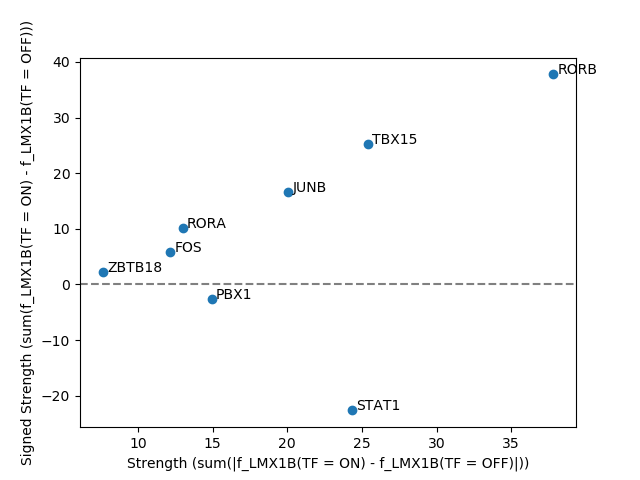 Signed Strength (sum(f_LMX1B(TF = ON) - f_LMX1B(TF = OFF)))
40
30
20
10
0
−10
−20
RORB
TBX15
JUNB
RORA
FOS
ZBTB18
PBX1
STAT1
10
15
20
25
30
35
Strength (sum(|f_LMX1B(TF = ON) - f_LMX1B(TF = OFF)|))